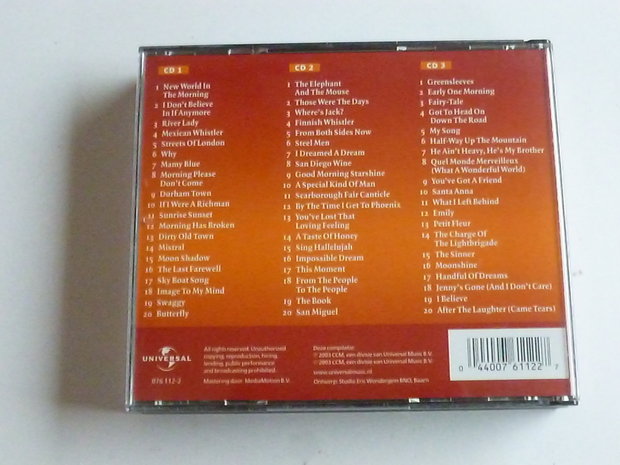 CD 1
1 New World In
The Morning
2 I Don't Believe
In If Anymore
3 River Lady
4 Mexican Whistler
5 Streets Of London
6 Why
7 Mamy Blue
8 Morning Please
Don't Come
9 Durham Town
10 If I Were A Richman
11 Sunrise Sunset
12 Morning Has Broken
13 Dirty Old Town
14 Mistral
15 Moon Shadow
16 The Last Farewell
17 Sky Boat Song
18 Image To My Mind
19 Swaggy
20 Butterfly
CD 2
1 The Elephant
And The Mouse
2 Those Were The Days
3 Where's Jack?
4 Finnish Whistler
5 From Both Sides Now
6 Steel Men
7 I Dreamed A Dream
8 San Diego Wine
9 Good Morning Starshine
10 A Special Kind Of Man
11 Scarborough Fair Canticle
12 By The Time I Get To Phoenix
13 You've Lost That
Loving Feeling
14 A Taste Of Honey
15 Sing Hallelujah
16 Impossible Dream
17 This Moment
18 From The People
To The People
19 The Book
20 San Miguel
CD 3
1 Greensleeves
2 Early One Morning
3 Fairy-Tale
4 Got To Head On
Down The Road
5 My Song
6 Half-Way Up The Mountain
7 He Ain't Heavy, He's My Brother
8 Quel Monde Merveilleux
(What A Wonderful World)
9 You've Got A Friend
10 Santa Anna
11 What I Left Behind
12 Emily
13 Petit Fleur
14 The Charge Of
The Lightbrigade
15 The Sinner
16 Moonshine
17 Handful Of Dreams
18 Jenny's Gone (And I Don't Care)
19 I Believe
20 After The Laughter (Came Tears)
UNIVERSAL
076 112-2
All rights reserved. Unauthorized
copying, reproduction, hiring,
lending, public performance
and broadcasting prohibited.
Mastering door: MediaMotion B.V.
Deze compilatie:
℗ 2003 CCM, een divisie van Universal Music B.V.
© 2003 CCM, een divisie van Universal Music B.V.
www.universalmusic.nl
Ontwerp: Studio Eric Wondergem BNO, Baarn
0 44007 61122 7